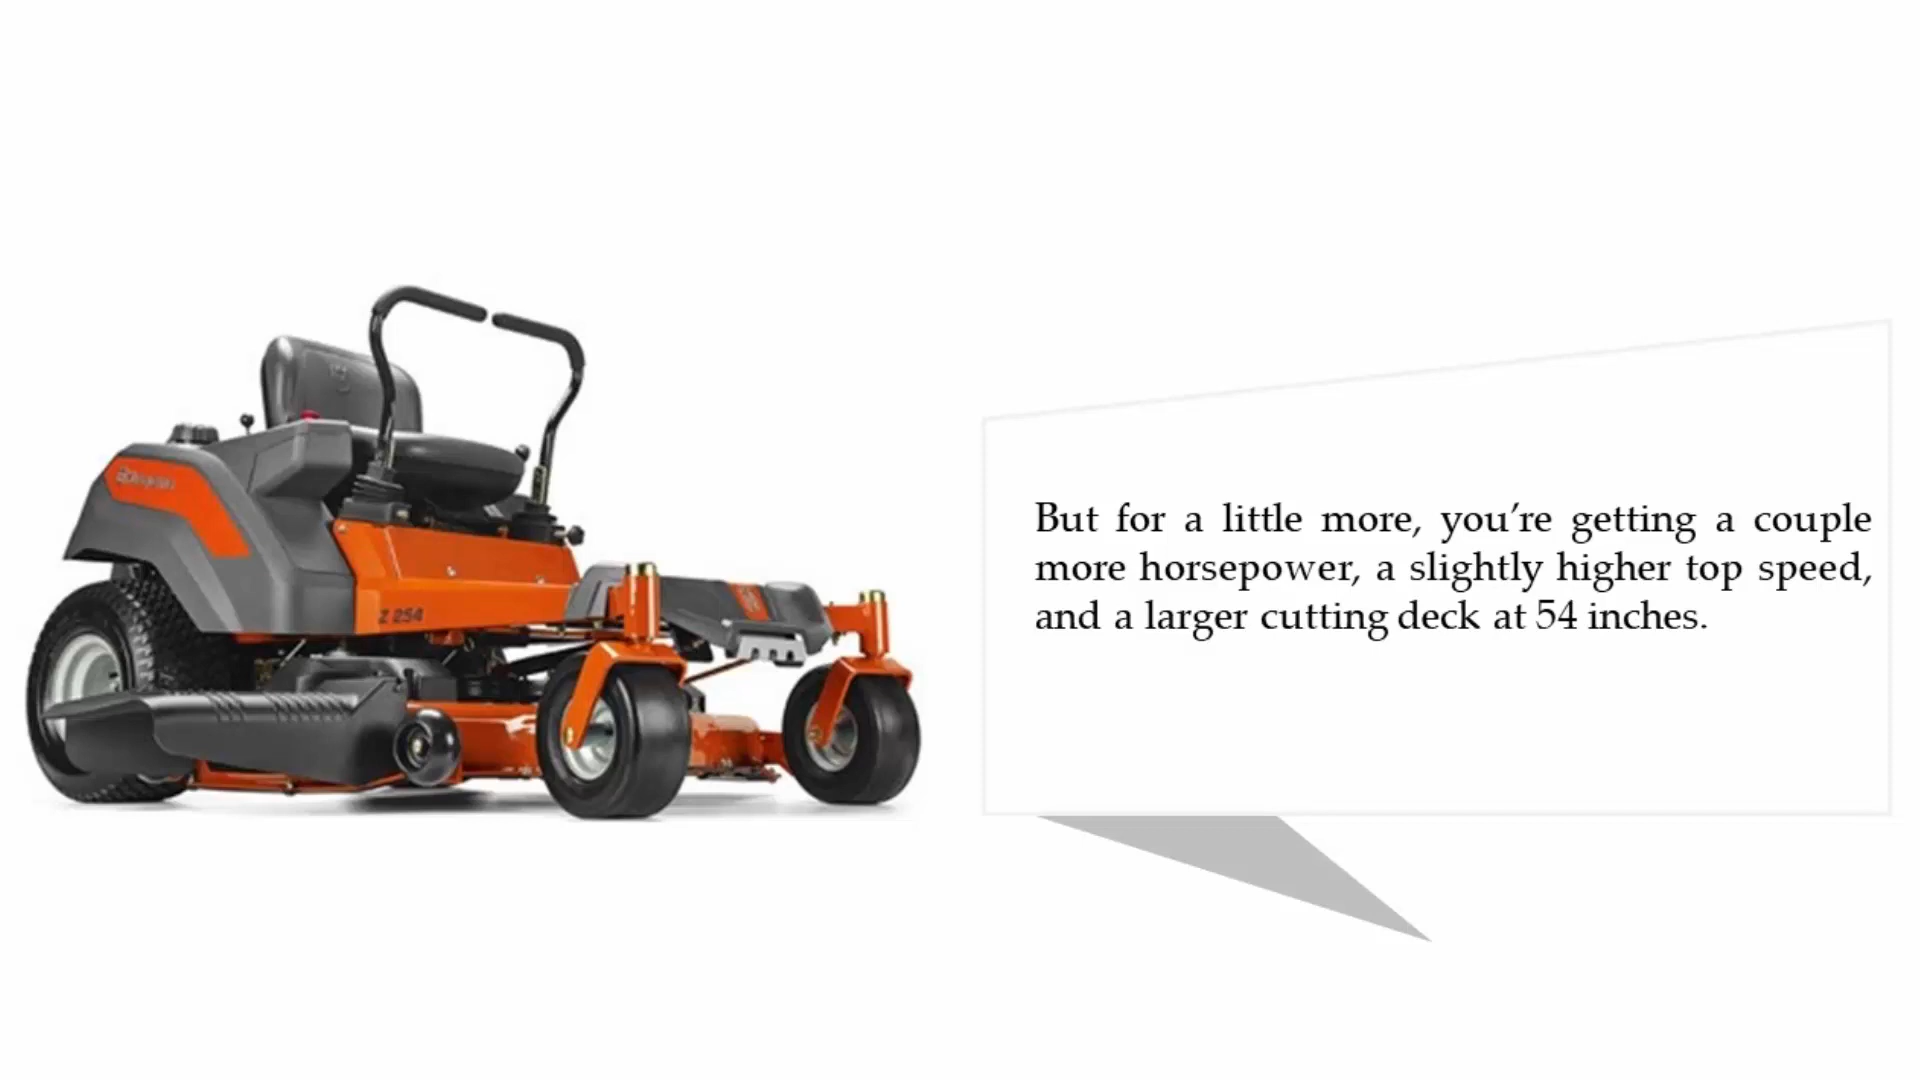 Z 254
But for a little more, you’re getting a couple
more horsepower, a slightly higher top speed,
and a larger cutting deck at 54 inches.